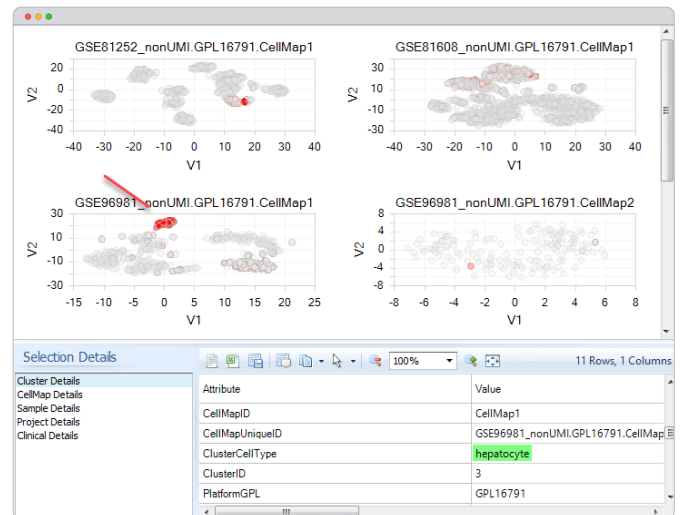 GSE81252_nonUMI.GPL16791.CellMap1
GSE81608_nonUMI.GPL16791.CellMap1
V2
20
0
-20
-40
-40 -30 -20 -10 0 10 20 30 40
V1
V2
30
10
-10
-30
-40 -30 -20 -10 0 10 20 30 40
V1
GSE96981_nonUMI.GPL16791.CellMap1
GSE96981_nonUMI.GPL16791.CellMap2
V2
30
10
-10
-30
-15 -10 -5 0 5 10 15 20 25
V1
V2
8
4
0
-4
-8
-8 -6 -4 -2 0 2 4 6 8
V1
Selection Details
100%
11 Rows, 1 Columns
Cluster Details
CellMap Details
Sample Details
Project Details
Clinical Details
Attribute Value
CellMapID CellMap1
CellMapUniqueID GSE96981_nonUMI.GPL16791.CellMap
ClusterCellType hepatocyte
ClusterID 3
PlatformGPL GPL16791